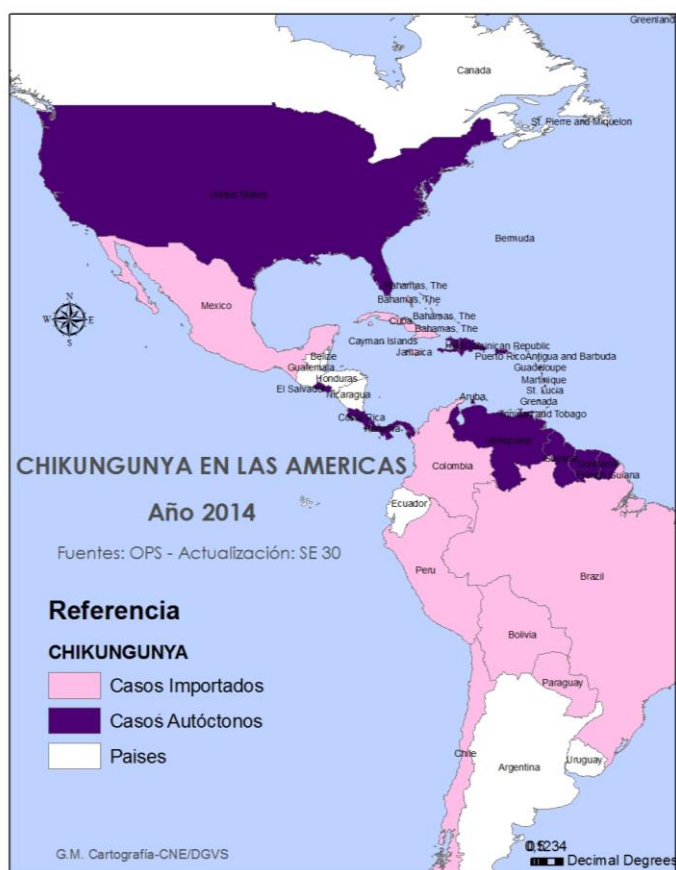 Greenland
Canada
St. Pierre and Miquelon
United States
Bermuda
Bahamas, The
Bahamas, The
Mexico
Cuba
Bahamas, The
Bahamas, The
Cayman Islands
Dominican Republic
Jamaica
Puerto Rico
Antigua and Barbuda
Belize
Guadeloupe
Guatemala
Honduras
Martinique
El Salvador
St. Lucia
Nicaragua
Aruba
Grenada
Costa Rica
Trinidad and Tobago
Panama
Venezuela
CHIKUNGUNYA EN LAS AMERICAS
Colombia
Guyana
Suriname
French Guiana
Año 2014
Ecuador
Fuentes: OPS - Actualización: SE 30
Peru
Brazil
Referencia
CHIKUNGUNYA
Bolivia
Casos Importados
Paraguay
Casos Autóctonos
Paises
Chile
Argentina
Uruguay
G.M. Cartografía-CNE/DGVS
Decimal Degrees
N
W
E
S